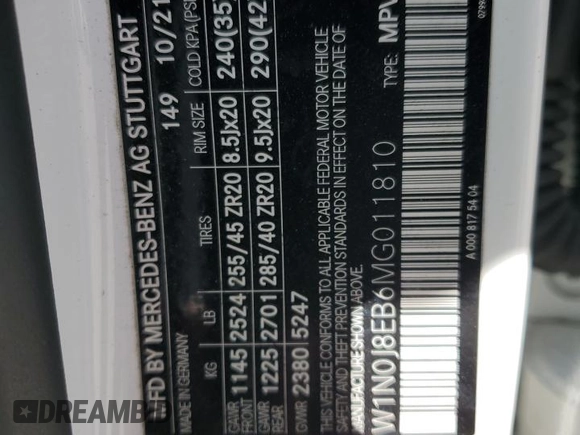 MFD BY MERCEDES-BENZ AG STUTTGART
MADE IN GERMANY 149 10/21
KG LB TIRES RIM SIZE COLD KPA(PSI
GAWR FRONT 1145 2524 255/45 ZR20 8.5Jx20 240(35
GAWR REAR 1225 2701 285/40 ZR20 9.5Jx20 290(42
GVWR 2380 5247
THIS VEHICLE CONFORMS TO ALL APPLICABLE FEDERAL MOTOR VEHICLE
THEFT PREVENTION STANDARDS IN EFFECT ON THE DATE OF
MANUFACTURE SHOWN ABOVE.
W1N0J8EB6MG011810 TYPE: MPV
A 000 817 54 04
DREAMBID